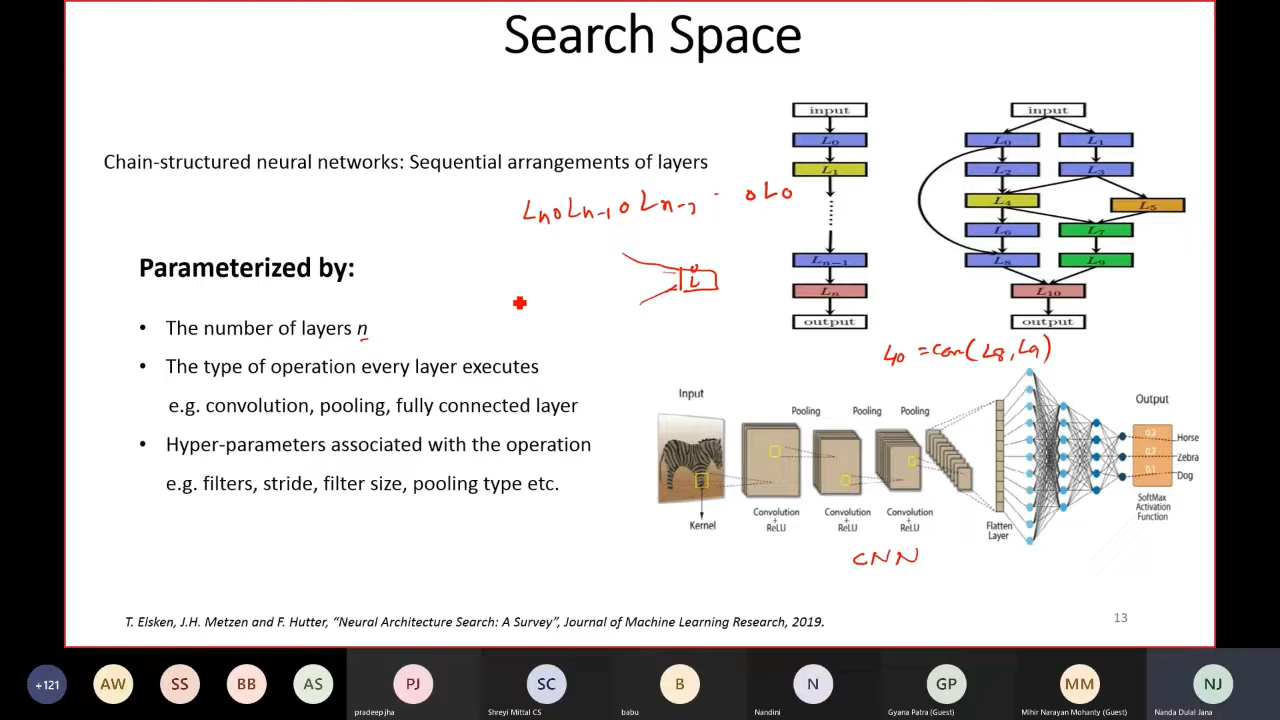 Search Space
Chain-structured neural networks: Sequential arrangements of layers
Ln o Ln-1 o Ln-2 - o L0
Parameterized by:
• The number of layers n
• The type of operation every layer executes
e.g. convolution, pooling, fully connected layer
• Hyper-parameters associated with the operation
e.g. filters, stride, filter size, pooling type etc.
L
input
L0
L1
Ln−1
Ln
output
input
L0 L1
L2 L3
L4 L5
L6 L7
L8 L9
L10
output
L10 = con(L8, L9)
Input
Pooling Pooling Pooling
Output
0.2 Horse
0.7 Zebra
0.1 Dog
Kernel
Convolution + ReLU
Convolution + ReLU
Convolution + ReLU
Flatten Layer
SoftMax Activation Function
CNN
T. Elsken, J.H. Metzen and F. Hutter, “Neural Architecture Search: A Survey”, Journal of Machine Learning Research, 2019.
13
+121 AW SS BB AS PJ SC B N GP MM NJ
pradeep jha Shreyi Mittal CS babu Nandini Gyana Patra (Guest) Mihir Narayan Mohanty (Guest) Nanda Dulal Jana